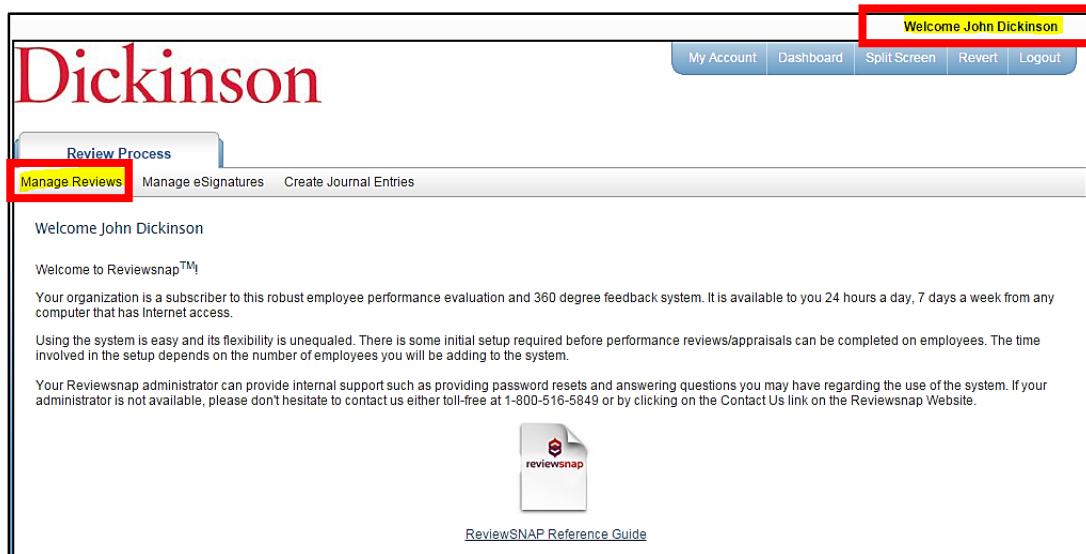 Welcome John Dickinson
Dickinson
My Account Dashboard Split Screen Revert Logout
Review Process
Manage Reviews Manage eSignatures Create Journal Entries
Welcome John Dickinson
Welcome to Reviewsnap™!
Your organization is a subscriber to this robust employee performance evaluation and 360 degree feedback system. It is available to you 24 hours a day, 7 days a week from any
computer that has Internet access.
Using the system is easy and its flexibility is unequaled. There is some initial setup required before performance reviews/appraisals can be completed on employees. The time
involved in the setup depends on the number of employees you will be adding to the system.
Your Reviewsnap administrator can provide internal support such as providing password resets and answering questions you may have regarding the use of the system. If your
administrator is not available, please don't hesitate to contact us either toll-free at 1-800-516-5849 or by clicking on the Contact Us link on the Reviewsnap Website.
reviewsnap
ReviewSNAP Reference Guide